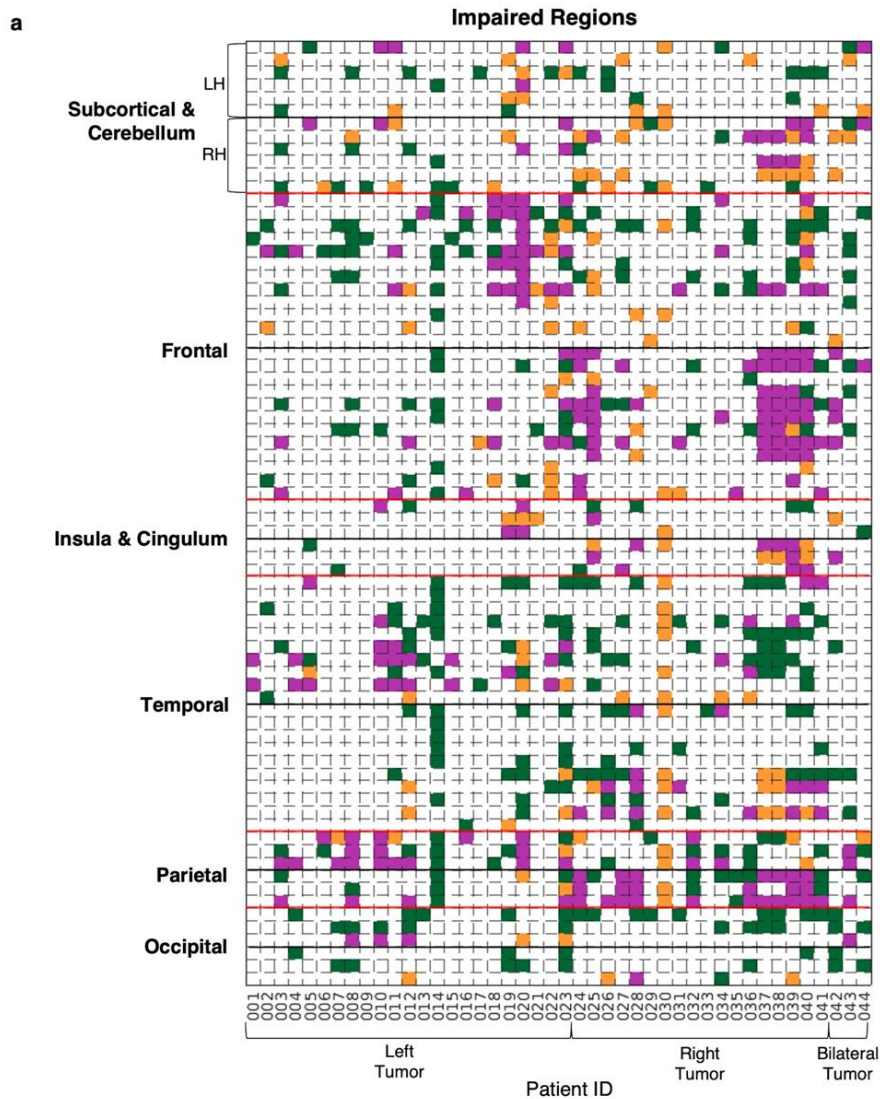 a
Impaired Regions
LH
Subcortical &
Cerebellum
RH
Frontal
Insula & Cingulum
Temporal
Parietal
Occipital
001 002 003 004 005 006 007 008 009 010 011 012 013 014 015 016 017 018 019 020 021 022 023 024 025 026 027 028 029 030 031 032 033 034 035 036 037 038 039 040 041 042 043 044
Left
Tumor
Right
Tumor
Bilateral
Tumor
Patient ID